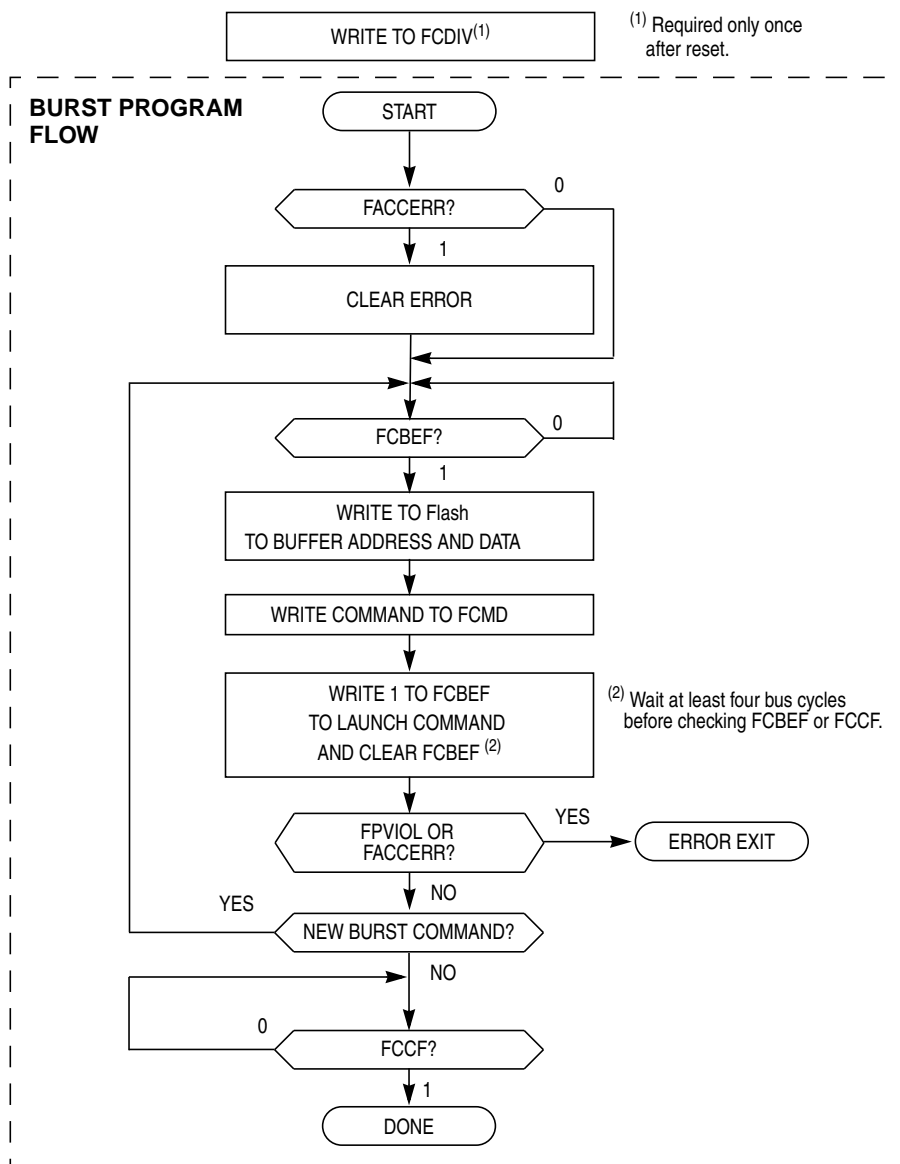 WRITE TO FCDIV(1)
(1) Required only once
after reset.
BURST PROGRAM
FLOW
START
FACCERR?
0
1
CLEAR ERROR
FCBEF?
0
1
WRITE TO Flash
TO BUFFER ADDRESS AND DATA
WRITE COMMAND TO FCMD
WRITE 1 TO FCBEF
TO LAUNCH COMMAND
AND CLEAR FCBEF (2)
(2) Wait at least four bus cycles
before checking FCBEF or FCCF.
FPVIOL OR
FACCERR?
YES
ERROR EXIT
NO
YES
NEW BURST COMMAND?
NO
0
FCCF?
1
DONE